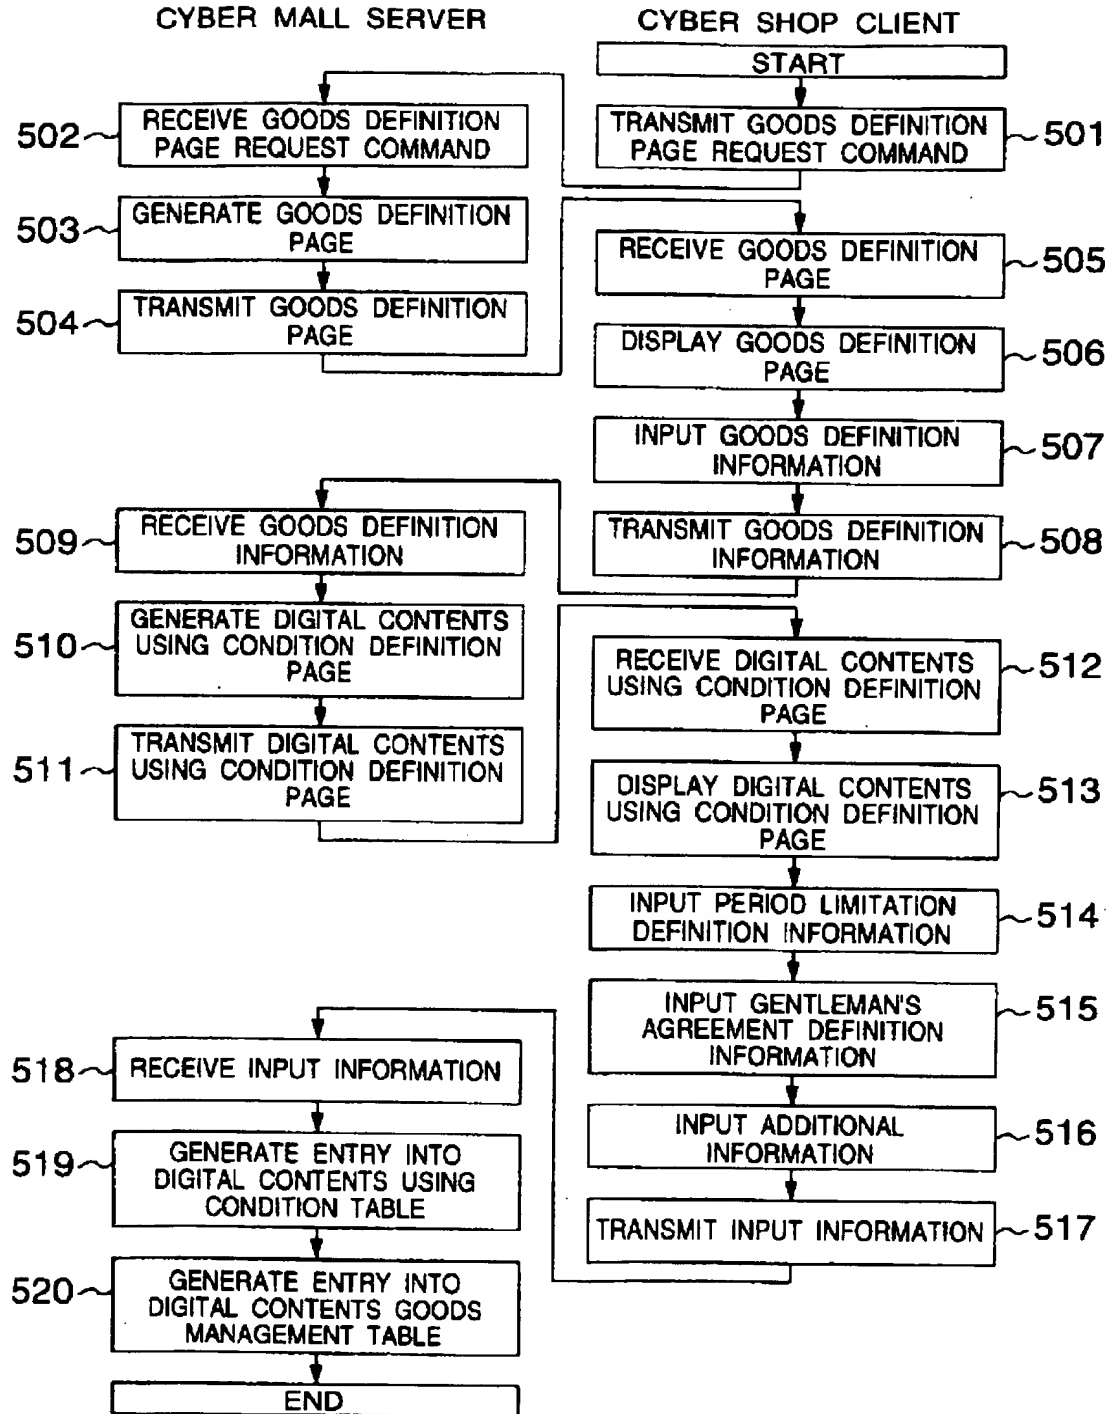 CYBER MALL SERVER
CYBER SHOP CLIENT
START
TRANSMIT GOODS DEFINITION
PAGE REQUEST COMMAND
501
502
RECEIVE GOODS DEFINITION
PAGE REQUEST COMMAND
503
GENERATE GOODS DEFINITION
PAGE
504
TRANSMIT GOODS DEFINITION
PAGE
RECEIVE GOODS DEFINITION
PAGE
505
DISPLAY GOODS DEFINITION
PAGE
506
INPUT GOODS DEFINITION
INFORMATION
507
TRANSMIT GOODS DEFINITION
INFORMATION
508
509
RECEIVE GOODS DEFINITION
INFORMATION
510
GENERATE DIGITAL CONTENTS
USING CONDITION DEFINITION
PAGE
511
TRANSMIT DIGITAL CONTENTS
USING CONDITION DEFINITION
PAGE
RECEIVE DIGITAL CONTENTS
USING CONDITION DEFINITION
PAGE
512
DISPLAY DIGITAL CONTENTS
USING CONDITION DEFINITION
PAGE
513
INPUT PERIOD LIMITATION
DEFINITION INFORMATION
514
INPUT GENTLEMAN'S
AGREEMENT DEFINITION
INFORMATION
515
INPUT ADDITIONAL
INFORMATION
516
TRANSMIT INPUT INFORMATION
517
518
RECEIVE INPUT INFORMATION
519
GENERATE ENTRY INTO
DIGITAL CONTENTS USING
CONDITION TABLE
520
GENERATE ENTRY INTO
DIGITAL CONTENTS GOODS
MANAGEMENT TABLE
END